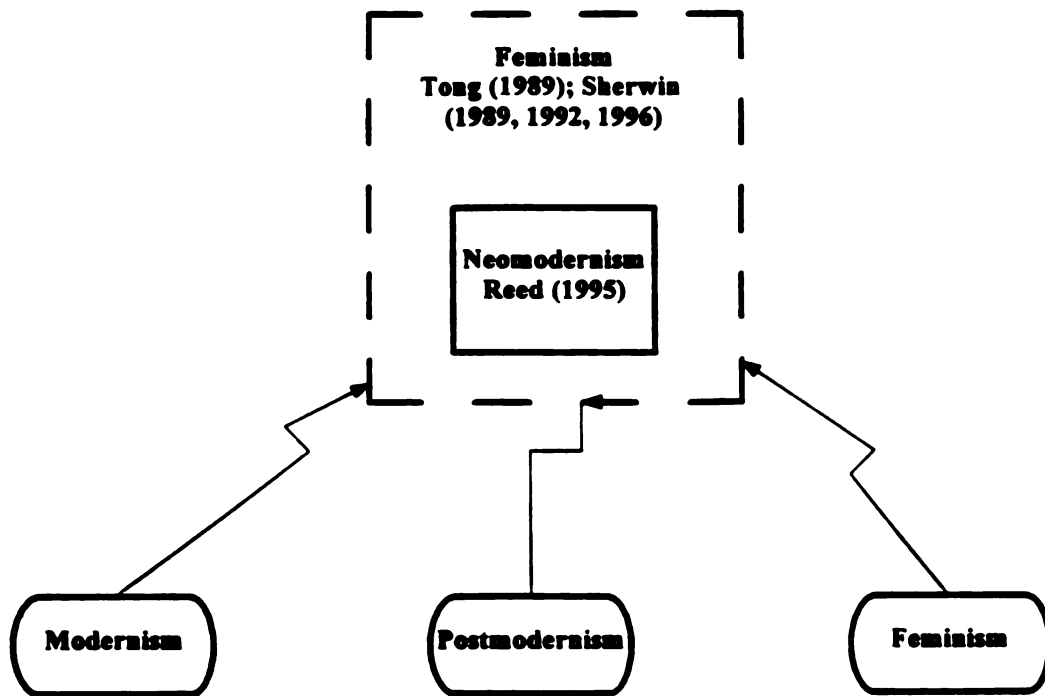 Feminism
Tong (1989); Sherwin
(1989, 1992, 1996)
Neomodernism
Reed (1995)
Modernism
Postmodernism
Feminism